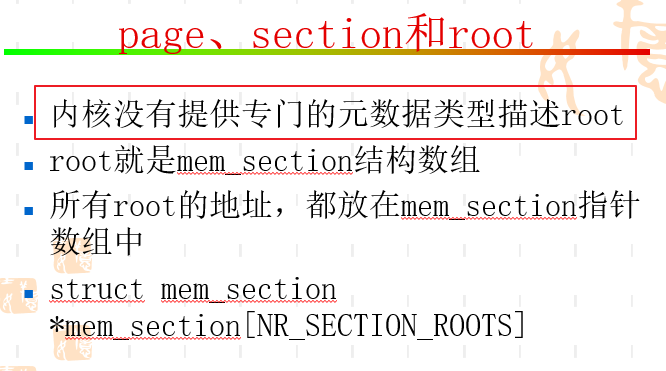 page、section和root
内核没有提供专门的元数据类型描述root
root就是mem_section结构数组
所有root的地址，都放在mem_section指针
数组中
struct mem_section
*mem_section[NR_SECTION_ROOTS]